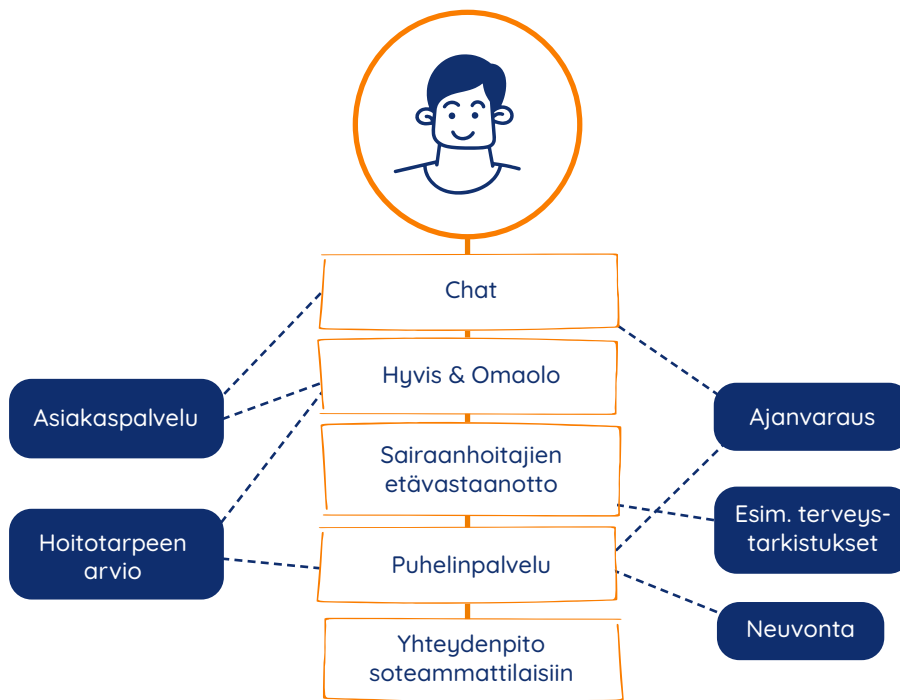 Chat
Hyvis & Omaolo
Asiakaspalvelu
Ajanvaraus
Sairaanhoitajien
etävastaanotto
Esim. terveys-
tarkistukset
Hoitotarpeen
arvio
Puhelinpalvelu
Neuvonta
Yhteydenpito
soteammattilaisiin